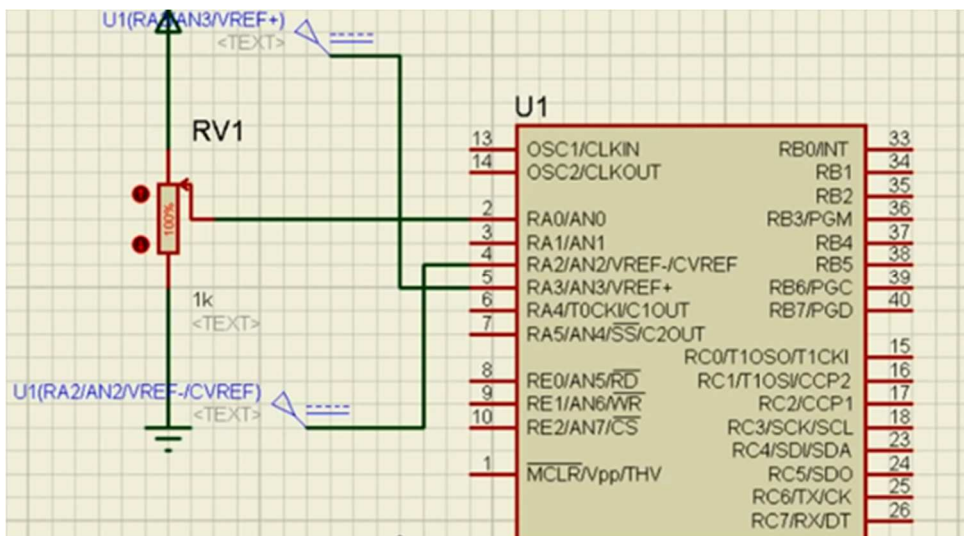 U1(RA3/AN3/VREF+)
<TEXT>
RV1
100%
1k
<TEXT>
U1(RA2/AN2/VREF-/CVREF)
<TEXT>
U1
13 OSC1/CLKIN RB0/INT 33
14 OSC2/CLKOUT RB1 34
RB2 35
2 RA0/AN0 RB3/PGM 36
3 RA1/AN1 RB4 37
4 RA2/AN2/VREF-/CVREF RB5 38
5 RA3/AN3/VREF+ RB6/PGC 39
6 RA4/T0CKI/C1OUT RB7/PGD 40
7 RA5/AN4/SS/C2OUT
RC0/T1OSO/T1CKI 15
8 RE0/AN5/RD RC1/T1OSI/CCP2 16
9 RE1/AN6/WR RC2/CCP1 17
10 RE2/AN7/CS RC3/SCK/SCL 18
RC4/SDI/SDA 23
1 MCLR/Vpp/THV RC5/SDO 24
RC6/TX/CK 25
RC7/RX/DT 26